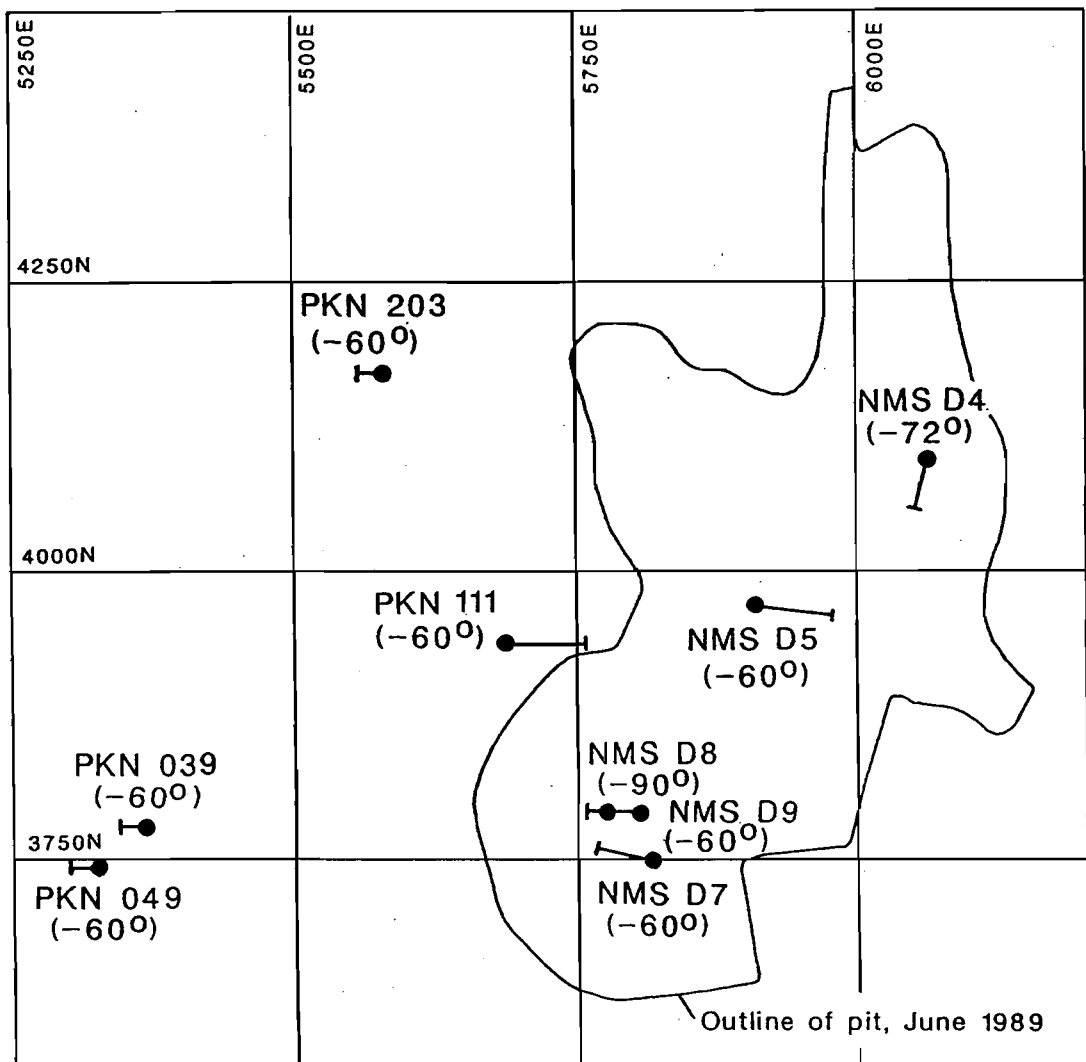 5250E
5500E
5750E
6000E
4250N
PKN 203
(-60°)
NMS D4
(-72°)
4000N
PKN 111
(-60°)
NMS D5
(-60°)
PKN 039
(-60°)
NMS D8
(-90°)
NMS D9
(-60°)
3750N
PKN 049
(-60°)
NMS D7
(-60°)
Outline of pit, June 1989